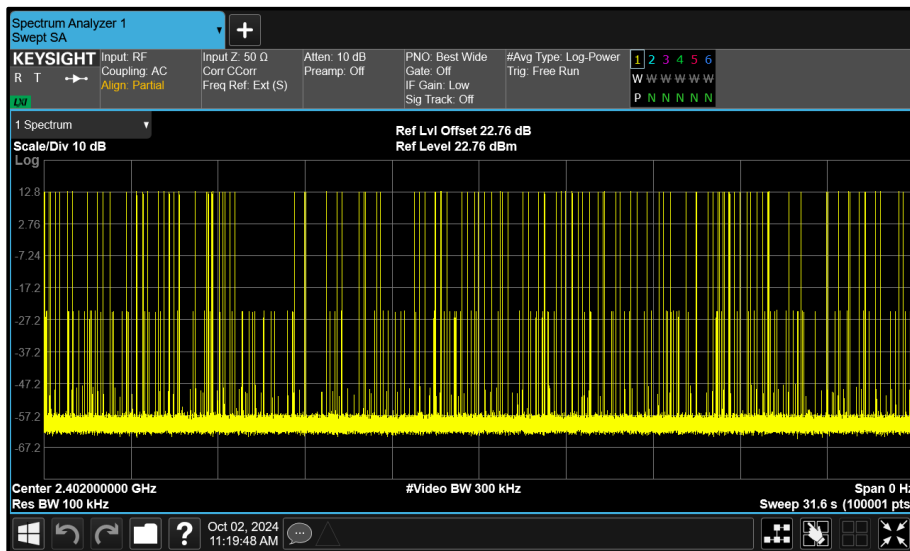 Spectrum Analyzer 1
Swept SA
KEYSIGHT
R T
LXI
Input: RF
Coupling: AC
Align: Partial
Input Z: 50 Ω
Corr CCorr
Freq Ref: Ext (S)
Atten: 10 dB
Preamp: Off
PNO: Best Wide
Gate: Off
IF Gain: Low
Sig Track: Off
#Avg Type: Log-Power
Trig: Free Run
1 2 3 4 5 6
W W W W W W
P N N N N N
1 Spectrum
Scale/Div 10 dB
Ref Lvl Offset 22.76 dB
Ref Level 22.76 dBm
Log
12.8
2.76
-7.24
-17.2
-27.2
-37.2
-47.2
-57.2
-67.2
Center 2.402000000 GHz
Res BW 100 kHz
#Video BW 300 kHz
Span 0 Hz
Sweep 31.6 s (100001 pts
?
Oct 02, 2024
11:19:48 AM